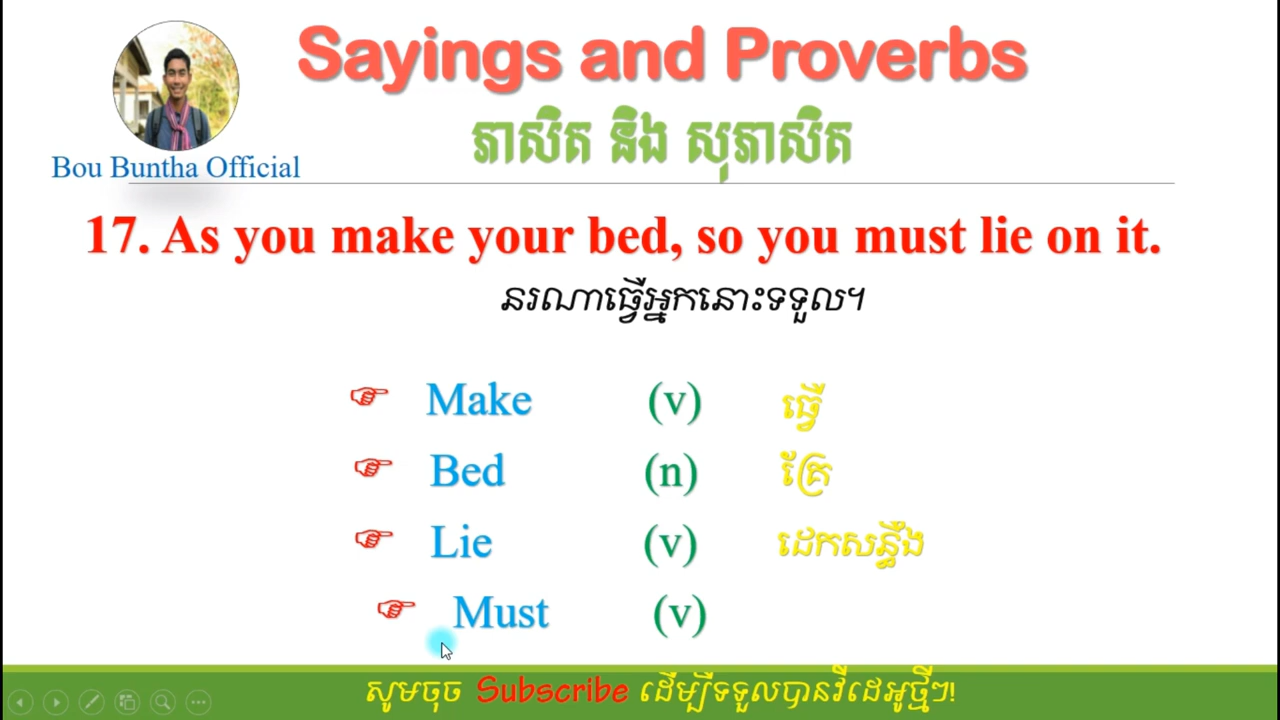 Sayings and Proverbs
ភាសិត និង សុភាសិត
Bou Buntha Official
17. As you make your bed, so you must lie on it.
នរណាធ្វើអ្នកនោះទទួល។
Make (v) ធ្វើ
Bed (n) គ្រែ
Lie (v) ដេកសន្ធឹង
Must (v)
សូមចុច Subscribe ដើម្បីទទួលបានវីដេអូថ្មីៗ!